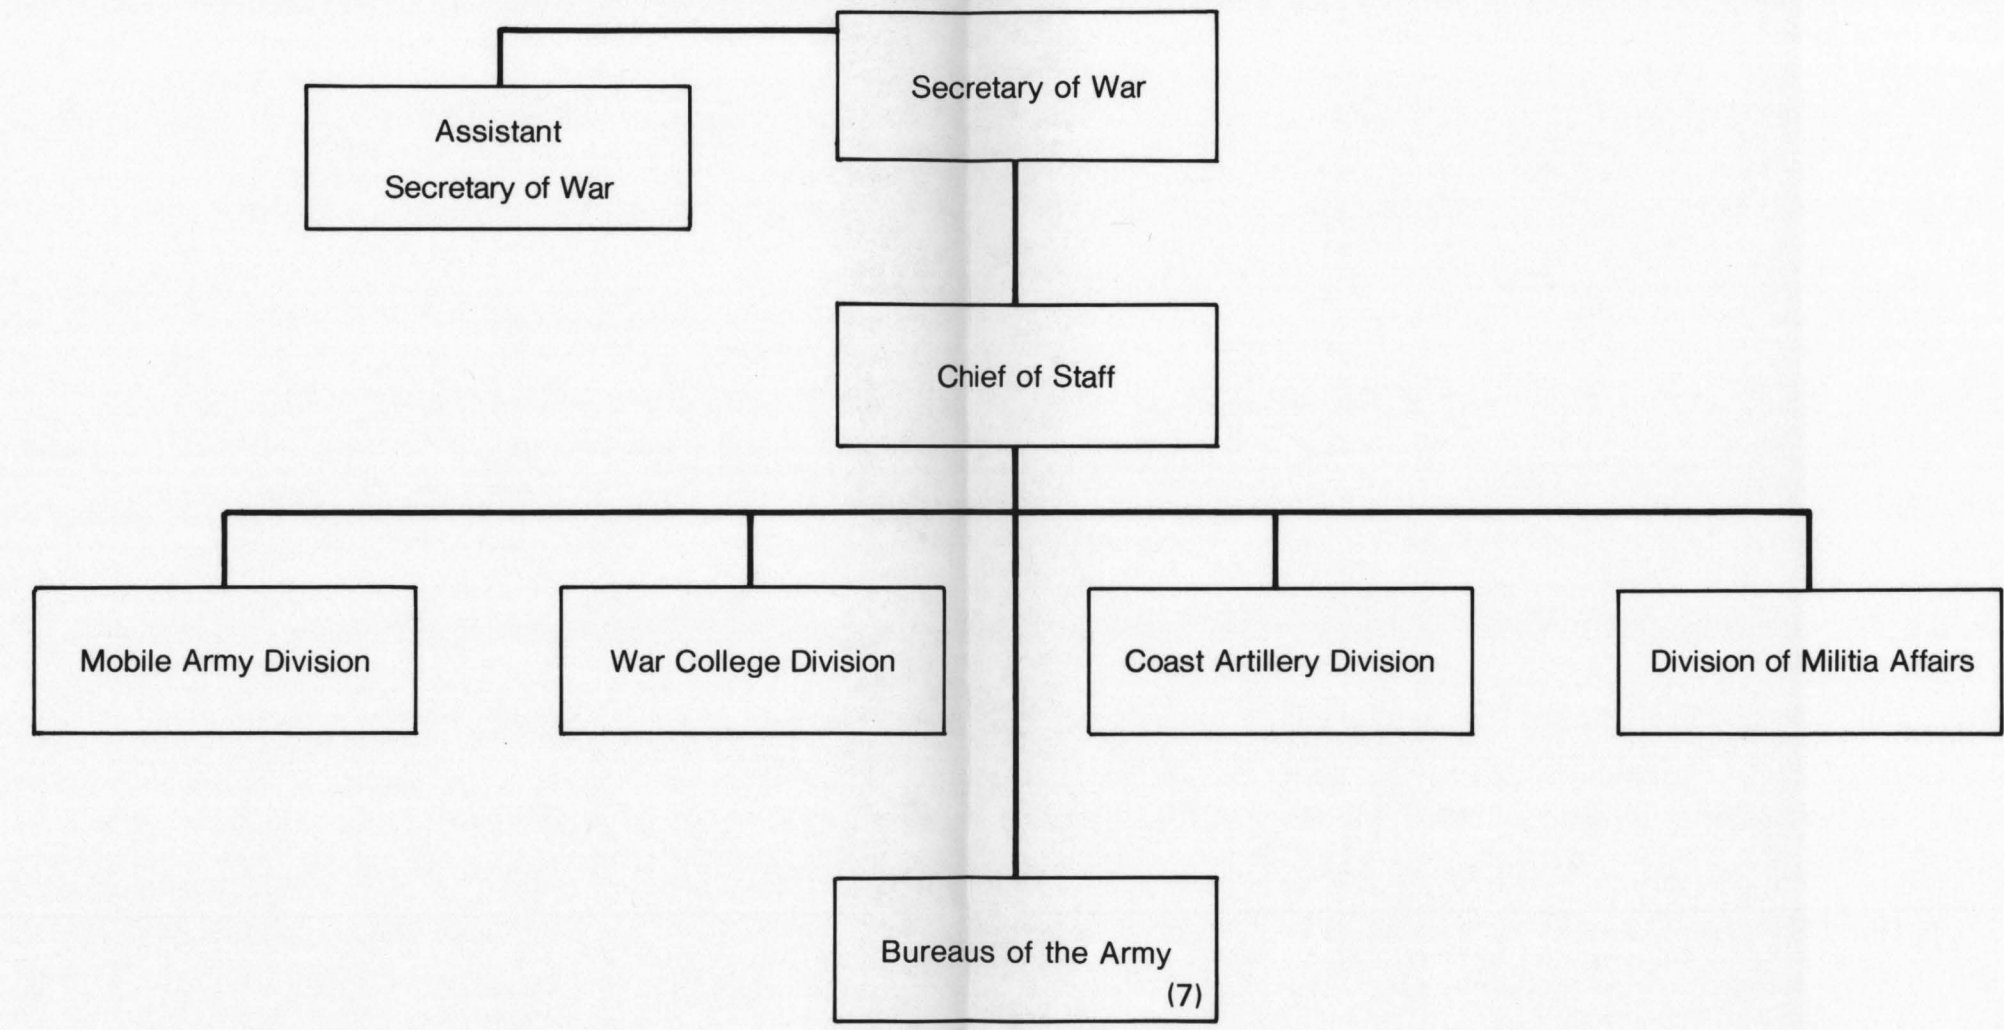 Secretary of War
Assistant
Secretary of War
Chief of Staff
Mobile Army Division
War College Division
Coast Artillery Division
Division of Militia Affairs
Bureaus of the Army
(7)